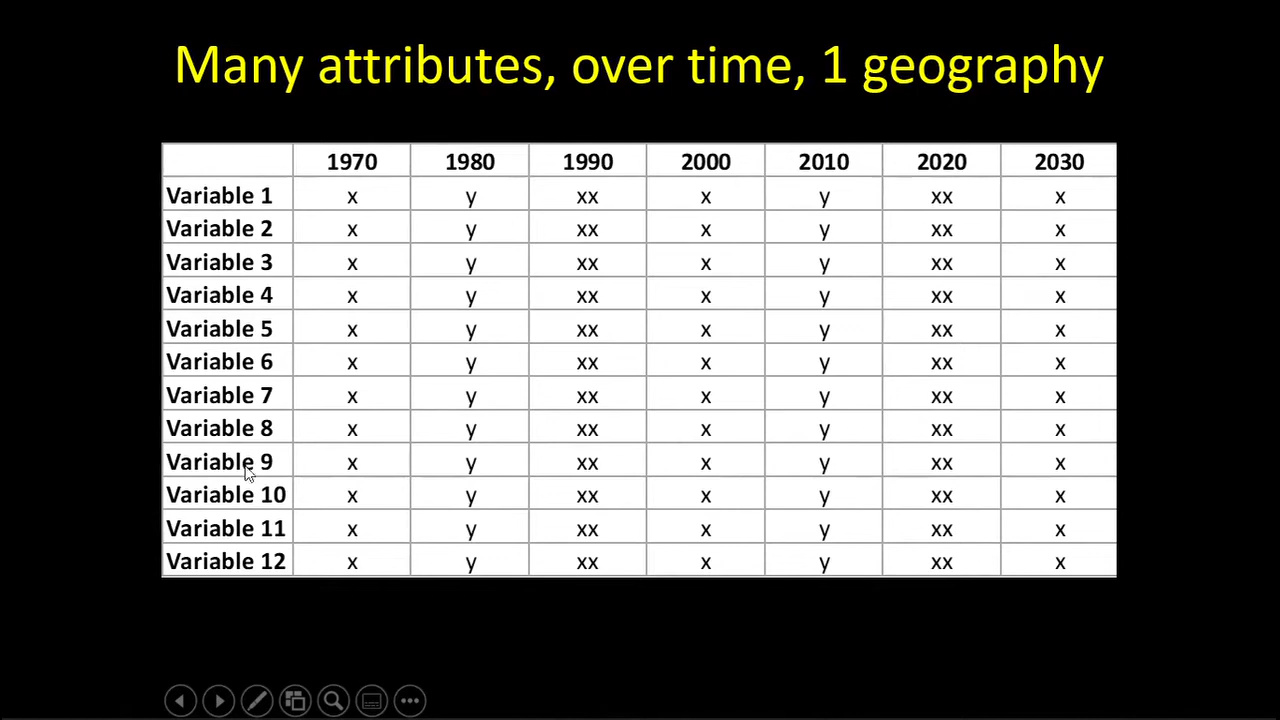 Many attributes, over time, 1 geography
1970 1980 1990 2000 2010 2020 2030
Variable 1 x y xx x y xx x
Variable 2 x y xx x y xx x
Variable 3 x y xx x y xx x
Variable 4 x y xx x y xx x
Variable 5 x y xx x y xx x
Variable 6 x y xx x y xx x
Variable 7 x y xx x y xx x
Variable 8 x y xx x y xx x
Variable 9 x y xx x y xx x
Variable 10 x y xx x y xx x
Variable 11 x y xx x y xx x
Variable 12 x y xx x y xx x